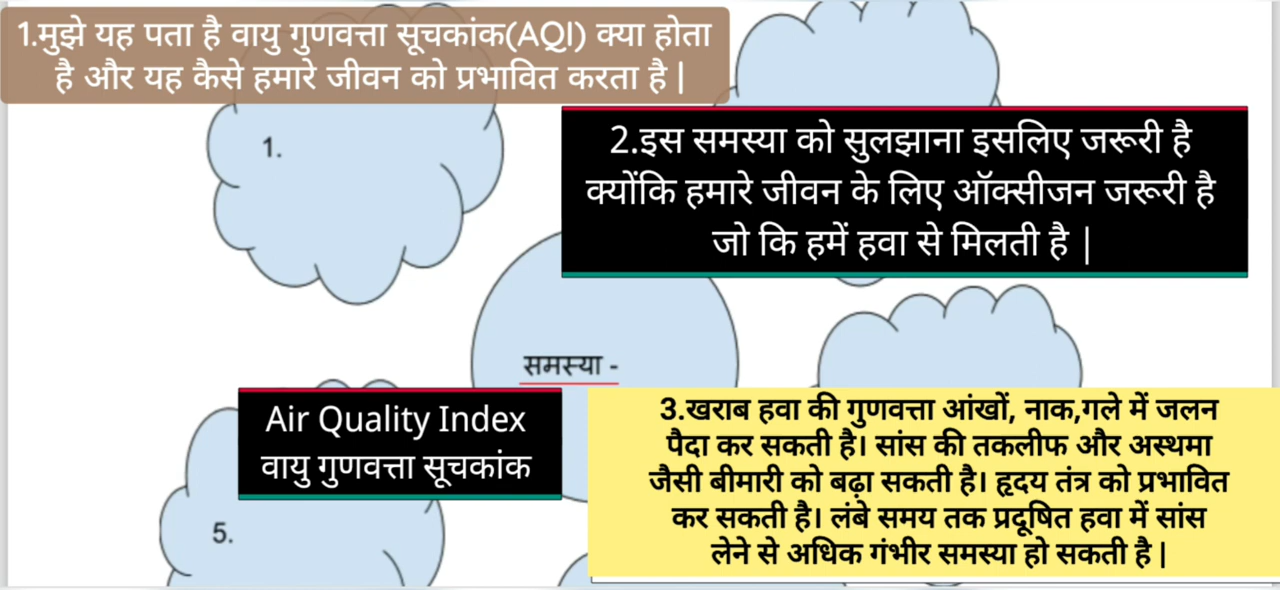 1.मुझे यह पता है वायु गुणवत्ता सूचकांक(AQI) क्या होता
है और यह कैसे हमारे जीवन को प्रभावित करता है |
1.
2.इस समस्या को सुलझाना इसलिए जरूरी है
क्योंकि हमारे जीवन के लिए ऑक्सीजन जरूरी है
जो कि हमें हवा से मिलती है |
समस्या -
Air Quality Index
वायु गुणवत्ता सूचकांक
3.खराब हवा की गुणवत्ता आंखों, नाक,गले में जलन
पैदा कर सकती है। सांस की तकलीफ और अस्थमा
जैसी बीमारी को बढ़ा सकती है। हृदय तंत्र को प्रभावित
कर सकती है। लंबे समय तक प्रदूषित हवा में सांस
लेने से अधिक गंभीर समस्या हो सकती है |
5.